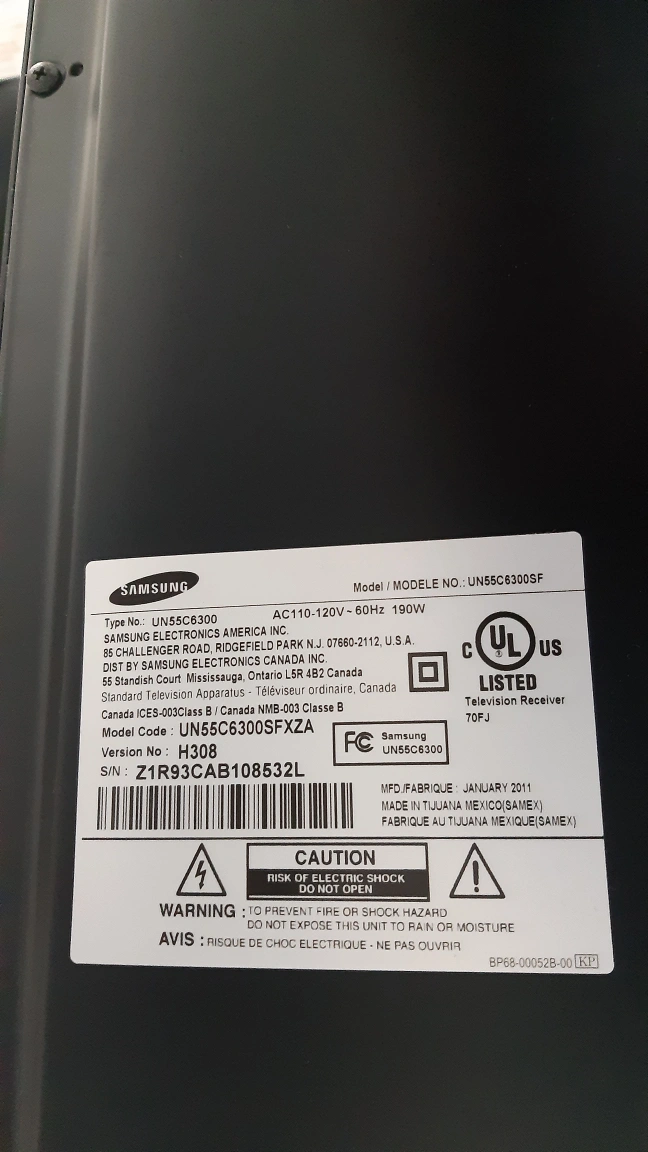 SAMSUNG
Model / MODELE NO.: UN55C6300SF
Type No.: UN55C6300 AC110-120V ~ 60Hz 190W
SAMSUNG ELECTRONICS AMERICA INC.
85 CHALLENGER ROAD, RIDGEFIELD PARK N.J. 07660-2112, U.S.A.
DIST BY SAMSUNG ELECTRONICS CANADA INC.
55 Standish Court Mississauga, Ontario L5R 4B2 Canada
Standard Television Apparatus - Téléviseur ordinaire, Canada
Canada ICES-003Class B / Canada NMB-003 Classe B
Model Code : UN55C6300SFXZA
Version No : H308
S/N : Z1R93CAB108532L
C UL US
LISTED
Television Receiver
70FJ
FC Samsung
UN55C6300
MFD./FABRIQUE : JANUARY 2011
MADE IN TIJUANA MEXICO(SAMEX)
FABRIQUE AU TIJUANA MEXIQUE(SAMEX)
CAUTION
RISK OF ELECTRIC SHOCK
DO NOT OPEN
WARNING : TO PREVENT FIRE OR SHOCK HAZARD
DO NOT EXPOSE THIS UNIT TO RAIN OR MOISTURE
AVIS : RISQUE DE CHOC ELECTRIQUE - NE PAS OUVRIR
BP68-00052B-00 KP